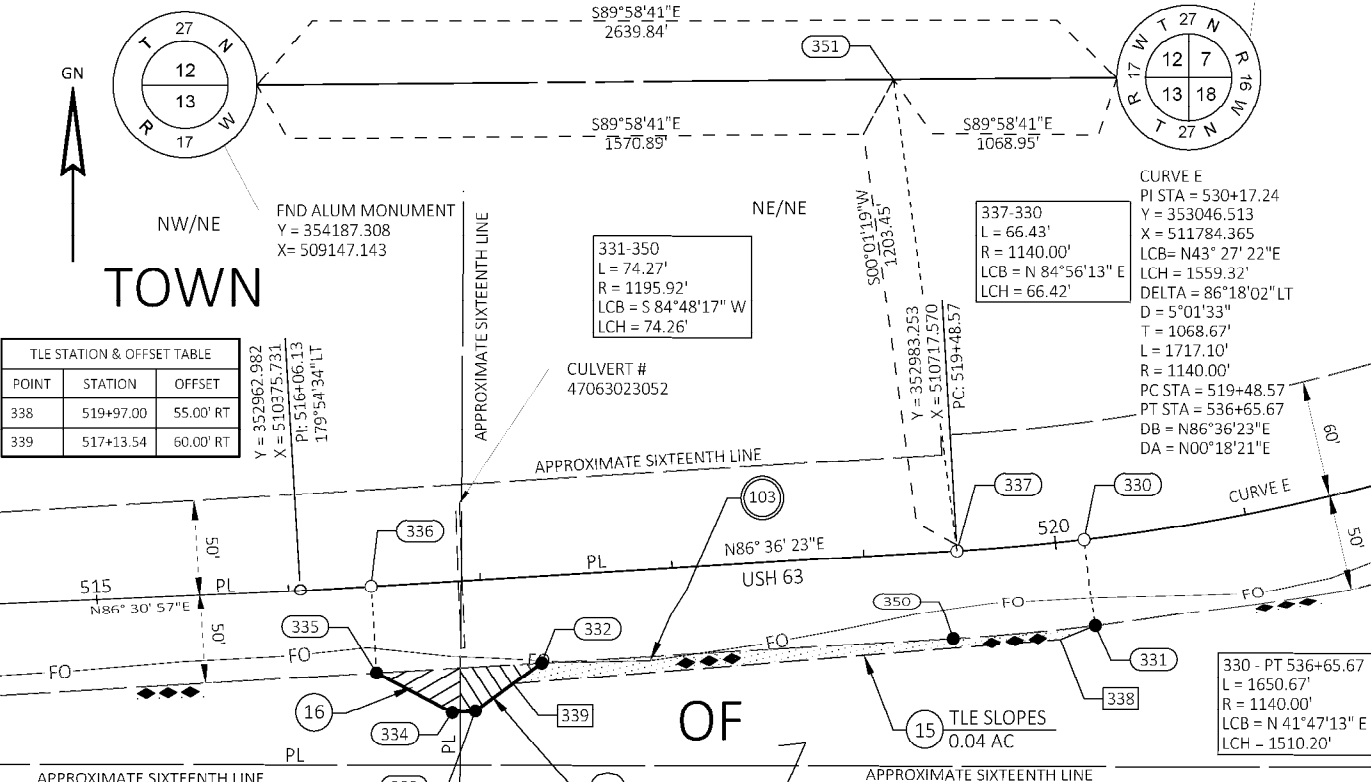 S89°58'41"E
2639.84'
351
T 27 N
12
13
R 17 W
GN
T 27 N
R 17 W
R 16 W
12 7
13 18
T 27 N
S89°58'41"E
1570.89'
S89°58'41"E
1068.95'
FND ALUM MONUMENT
Y = 354187.308
X= 509147.143
NW/NE
NE/NE
TOWN
APPROXIMATE SIXTEENTH LINE
331-350
L = 74.27'
R = 1195.92'
LCB = S 84°48'17" W
LCH = 74.26'
S00°01'19"W
1203.45'
337-330
L = 66.43'
R = 1140.00'
LCB = N 84°56'13" E
LCH = 66.42'
CURVE E
PI STA = 530+17.24
Y = 353046.513
X = 511784.365
LCB= N43° 27' 22"E
LCH = 1559.32'
DELTA = 86°18'02"LT
D = 5°01'33"
T = 1068.67'
L = 1717.10'
R = 1140.00'
PC STA = 519+48.57
PT STA = 536+65.67
DB = N86°36'23"E
DA = N00°18'21"E
TLE STATION & OFFSET TABLE
POINT STATION OFFSET
338 519+97.00 55.00' RT
339 517+13.54 60.00' RT
Y = 352962.982
X = 510375.731
PI: 516+06.13
179°54'34"LT
CULVERT #
47063023052
Y = 352983.253
X = 510717.570
PC: 519+48.57
APPROXIMATE SIXTEENTH LINE
103
337
330
CURVE E
60'
50'
50'
336
N86° 36' 23"E
520
515
PL
PL
USH 63
N86° 30' 57"E
50'
335
332
350
FO
FO
FO
FO
FO
FO
331
16
339
338
334
OF
15
TLE SLOPES
0.04 AC
330 - PT 536+65.67
L = 1650.67'
R = 1140.00'
LCB = N 41°47'13" E
LCH = 1510.20'
PL
PL
APPROXIMATE SIXTEENTH LINE
APPROXIMATE SIXTEENTH LINE